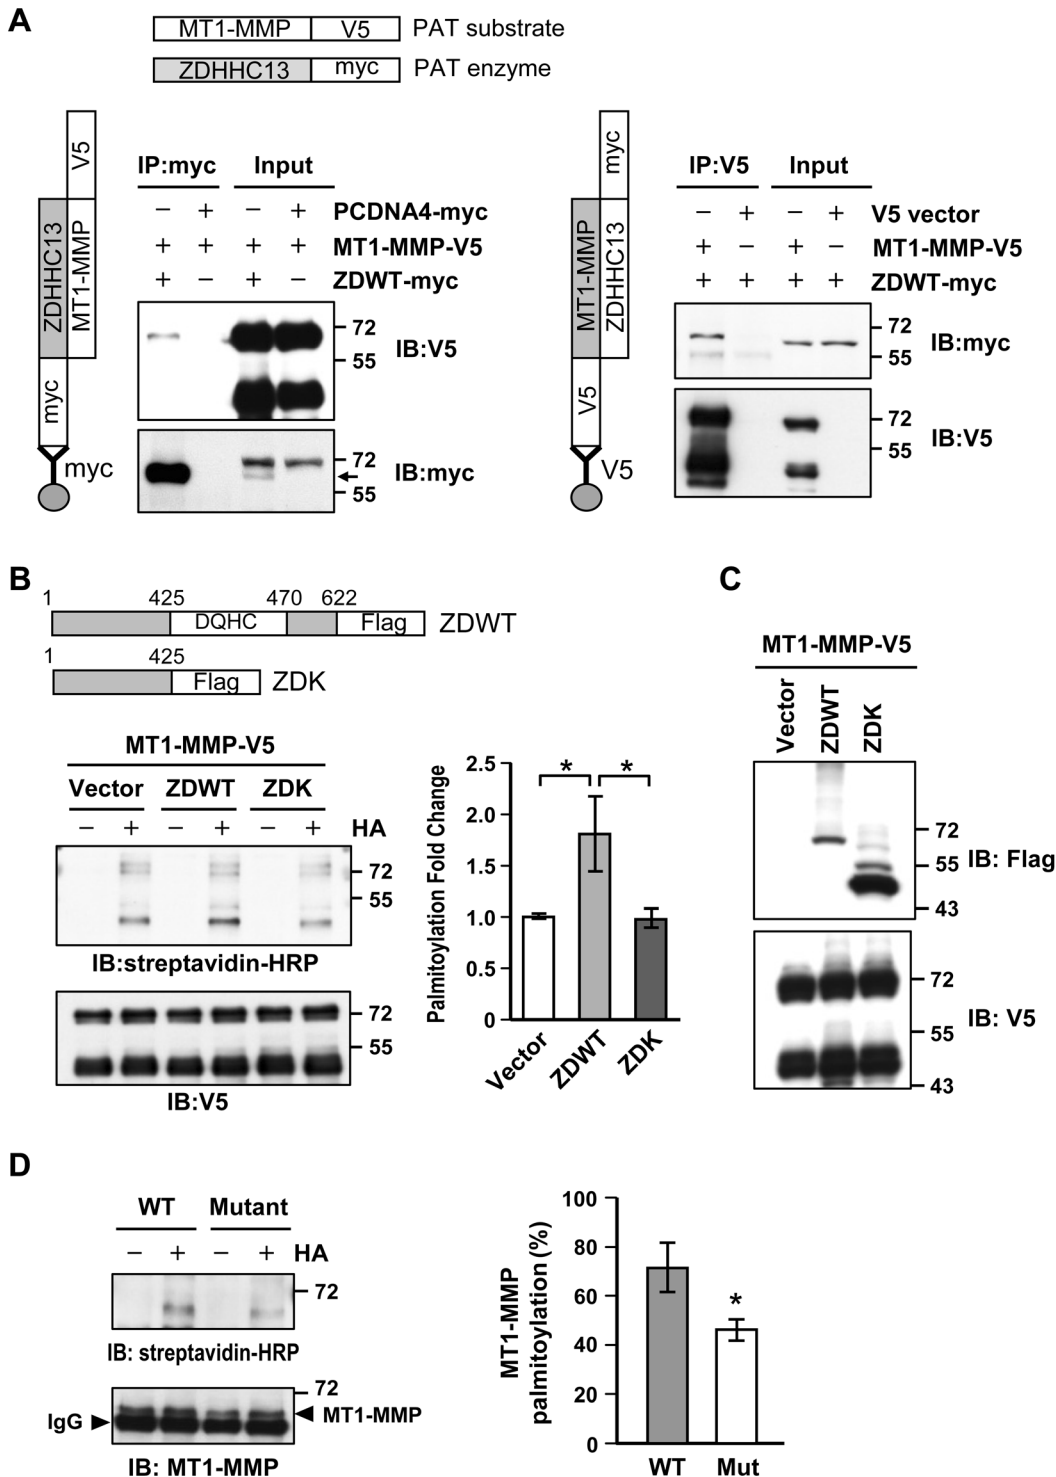 A
MT1-MMP V5 PAT substrate
ZDHHC13 myc PAT enzyme
V5
ZDHHC13
MT1-MMP
myc
myc
IP:myc Input
− + − + PCDNA4-myc
+ + + + MT1-MMP-V5
+ − + − ZDWT-myc
72
55
IB:V5
72
55
IB:myc
myc
MT1-MMP
ZDHHC13
V5
V5
IP:V5 Input
− + − + V5 vector
+ − + − MT1-MMP-V5
+ + + + ZDWT-myc
72
55
IB:myc
72
55
IB:V5
B
1 425 470 622
DQHC Flag ZDWT
1 425
Flag ZDK
MT1-MMP-V5
Vector ZDWT ZDK
− + − + − + HA
72
55
IB:streptavidin-HRP
72
55
IB:V5
Palmitoylation Fold Change
2.5
2.0
1.5
1.0
0.5
0
* *
Vector ZDWT ZDK
C
MT1-MMP-V5
Vector ZDWT ZDK
72
55
43
IB: Flag
72
55
43
IB: V5
D
WT Mutant
− + − + HA
72
IB: streptavidin-HRP
72
IgG MT1-MMP
IB: MT1-MMP
MT1-MMP
palmitoylation (%)
100
80
60
40
20
0
*
WT Mut